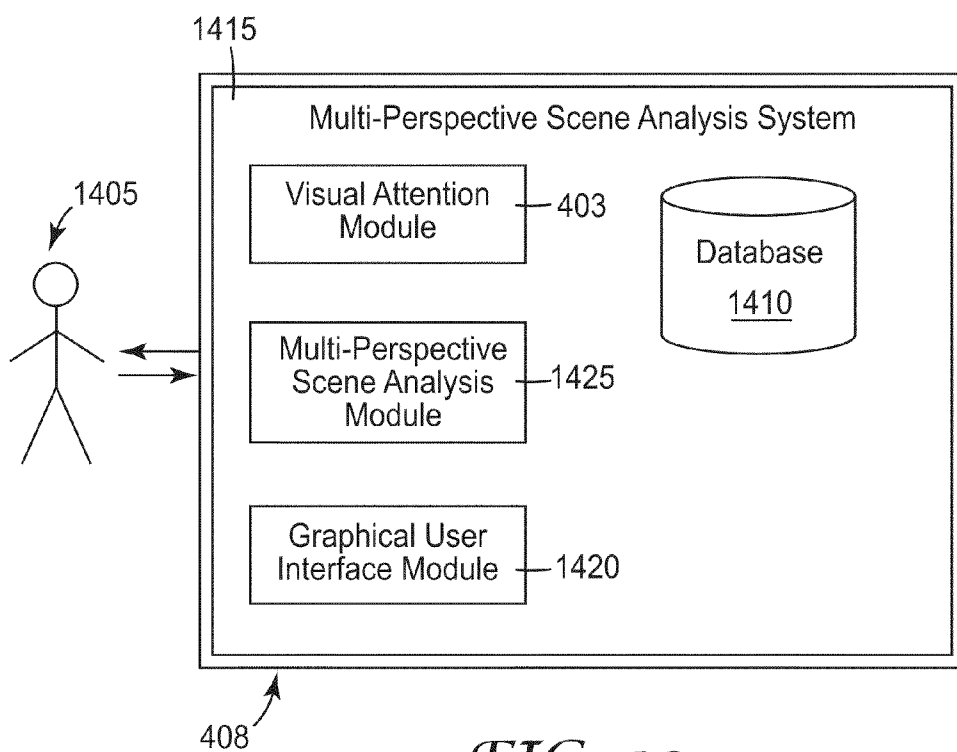 1415
Multi-Perspective Scene Analysis System
1405
Visual Attention
Module
403
Database
1410
Multi-Perspective
Scene Analysis
Module
1425
Graphical User
Interface Module
1420
408
FIG.